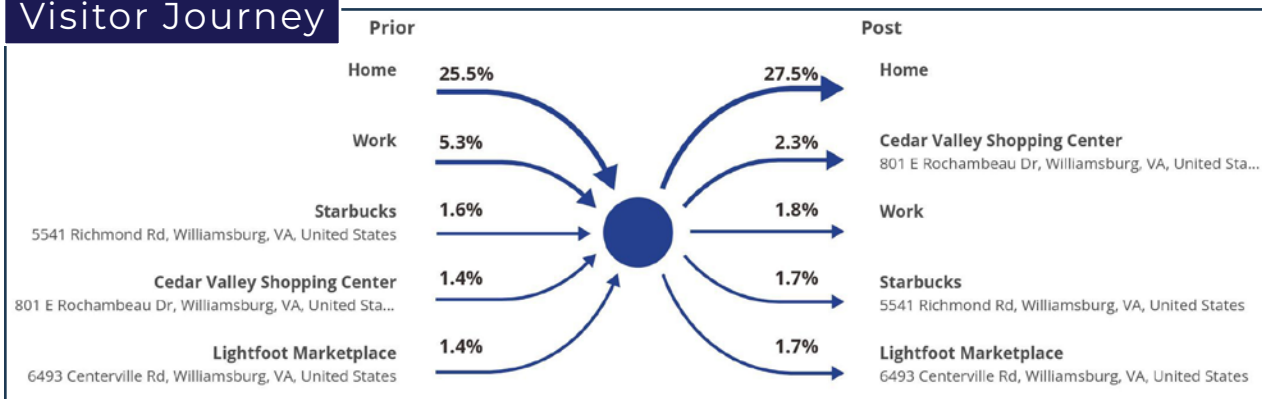 Visitor Journey
Prior
Home
25.5%
Work
5.3%
Starbucks
5541 Richmond Rd, Williamsburg, VA, United States
1.6%
Cedar Valley Shopping Center
801 E Rochambeau Dr, Williamsburg, VA, United Sta...
1.4%
Lightfoot Marketplace
6493 Centerville Rd, Williamsburg, VA, United States
1.4%
Post
27.5%
Home
2.3%
Cedar Valley Shopping Center
801 E Rochambeau Dr, Williamsburg, VA, United Sta...
1.8%
Work
1.7%
Starbucks
5541 Richmond Rd, Williamsburg, VA, United States
1.7%
Lightfoot Marketplace
6493 Centerville Rd, Williamsburg, VA, United States